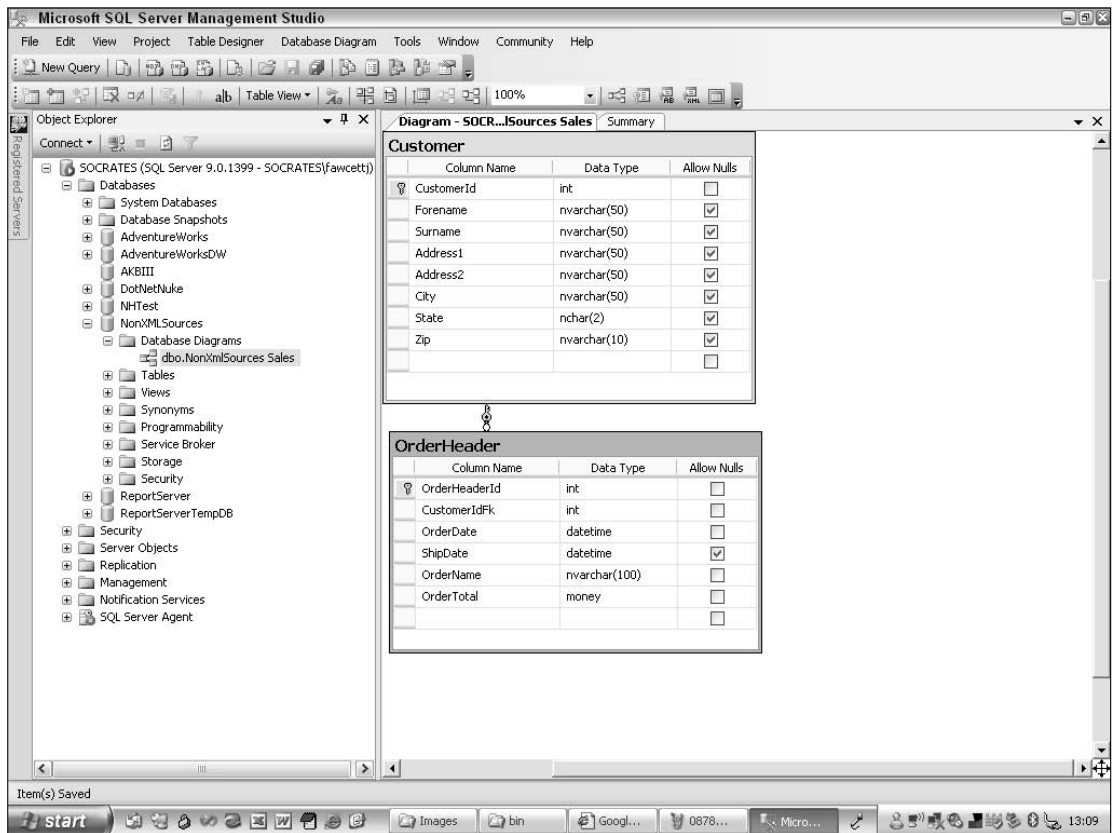 Microsoft SQL Server Management Studio
File Edit View Project Table Designer Database Diagram Tools Window Community Help
New Query
ab| Table View 100%
Registered Servers
Object Explorer
Connect
SOCRATES (SQL Server 9.0.1399 - SOCRATES\fawcettj)
Databases
System Databases
Database Snapshots
AdventureWorks
AdventureWorksDW
AKBIII
DotNetNuke
NHTest
NonXMLSources
Database Diagrams
dbo.NonXmlSources Sales
Tables
Views
Synonyms
Programmability
Service Broker
Storage
Security
ReportServer
ReportServerTempDB
Security
Server Objects
Replication
Management
Notification Services
SQL Server Agent
Diagram - SOCR...lSources Sales Summary
Customer
Column Name Data Type Allow Nulls
CustomerId int
Forename nvarchar(50)
Surname nvarchar(50)
Address1 nvarchar(50)
Address2 nvarchar(50)
City nvarchar(50)
State nchar(2)
Zip nvarchar(10)
OrderHeader
Column Name Data Type Allow Nulls
OrderHeaderId int
CustomerIdFk int
OrderDate datetime
ShipDate datetime
OrderName nvarchar(100)
OrderTotal money
Item(s) Saved
start Images bin Googl... 0878... Micro... 13:09